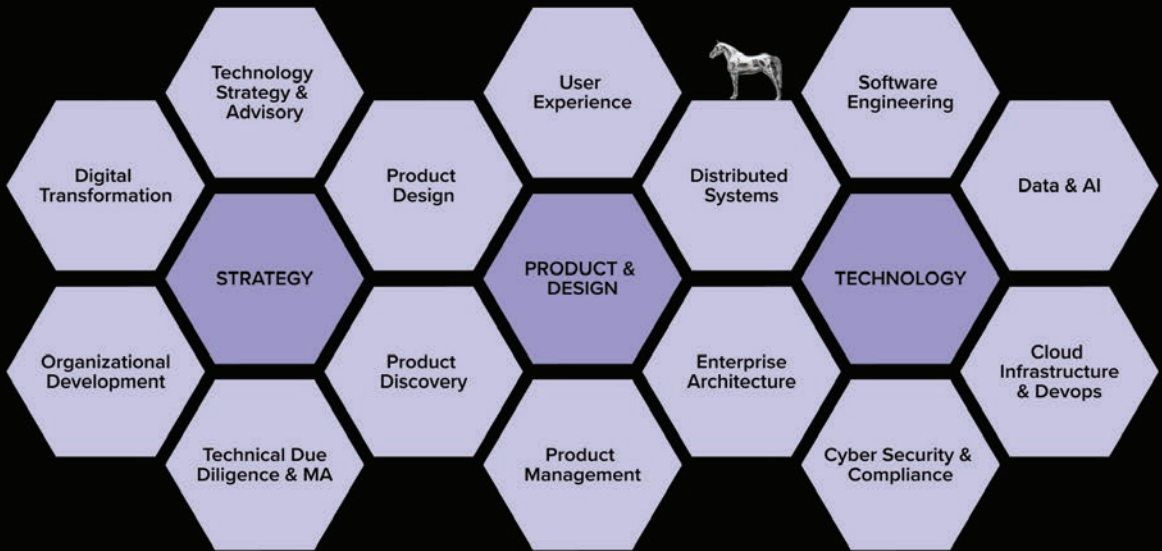 Technology
Strategy &
Advisory
User
Experience
Software
Engineering
Digital
Transformation
Product
Design
Distributed
Systems
Data & AI
STRATEGY
PRODUCT &
DESIGN
TECHNOLOGY
Organizational
Development
Product
Discovery
Enterprise
Architecture
Cloud
Infrastructure
& Devops
Technical Due
Diligence & MA
Product
Management
Cyber Security &
Compliance